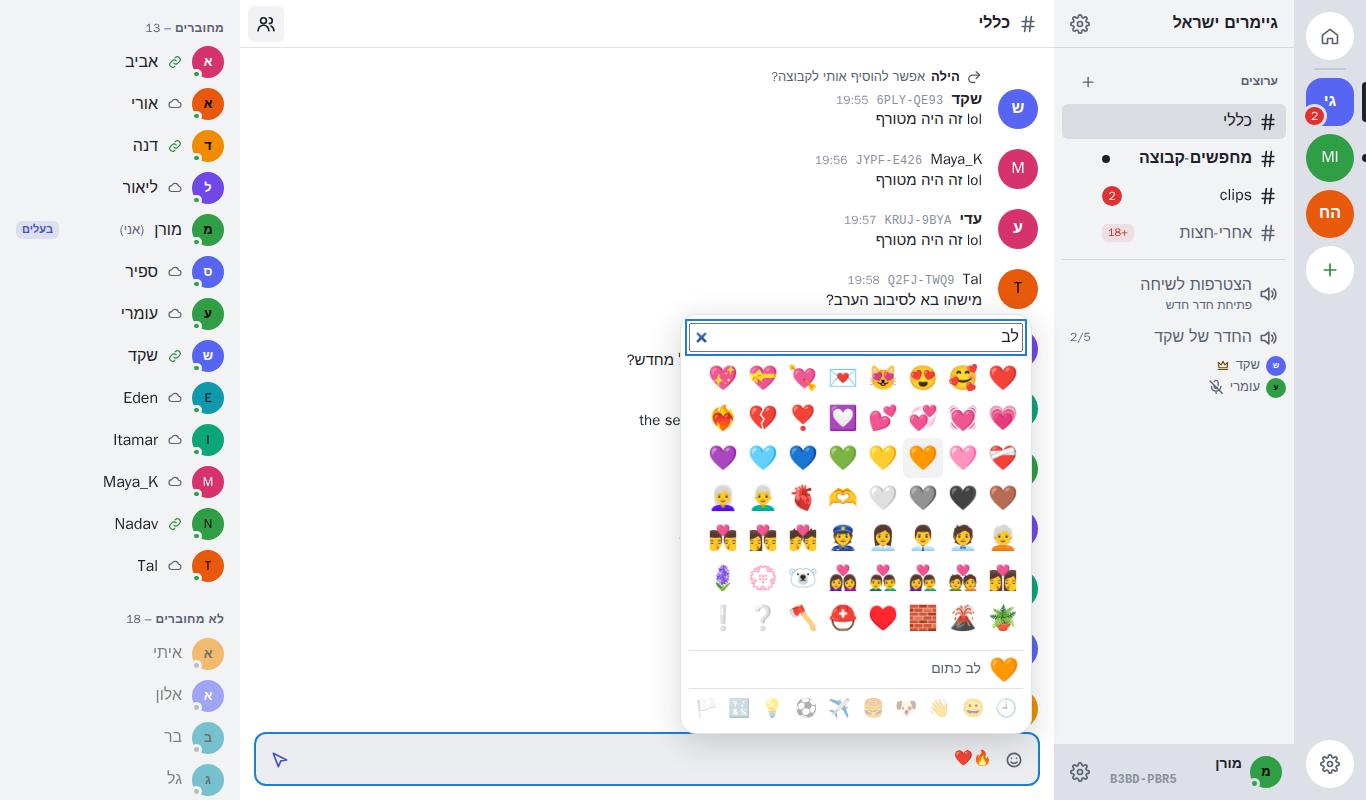 גי
2
MI
הח
גיימרים ישראל
ערוצים
כללי
מחפשים-קבוצה
clips
2
אחרי-חצות
18+
הצטרפות לשיחה
פתיחת חדר חדש
החדר של שקד
2/5
ש שקד
ע עומרי
מ מורן
B3BD-PBR5
כללי
הילה אפשר להוסיף אותי לקבוצה?
ש שקד 6PLY-QE93 19:55
lol זה היה מטורף
M Maya_K JYPF-E426 19:56
lol זה היה מטורף
ע עדי KRUJ-9BYA 19:57
lol זה היה מטורף
T Tal Q2FJ-TWQ9 19:58
מישהו בא לסיבוב הערב?
מחדש?
the se
לב
לב כתום
מחוברים – 13
א אביב
א אורי
ד דנה
ל ליאור
מ מורן (אני) בעלים
ס ספיר
ע עומרי
ש שקד
E Eden
I Itamar
M Maya_K
N Nadav
T Tal
לא מחוברים – 18
א איתי
א אלון
ב בר
ג גל